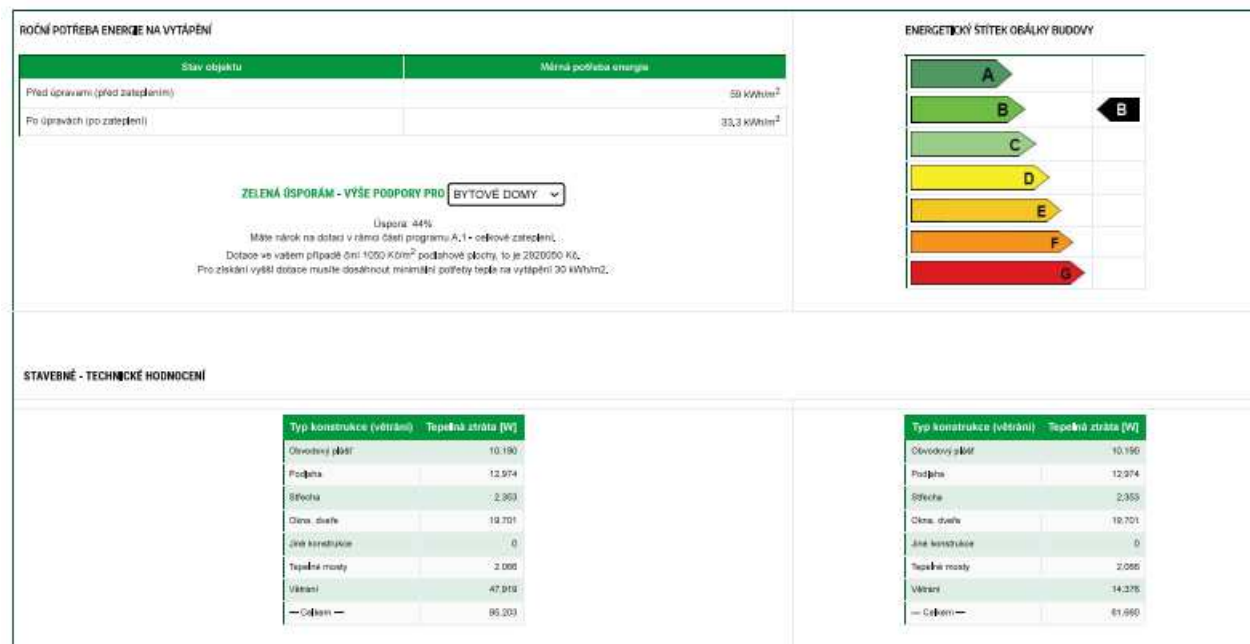 ROČNÍ POTŘEBA ENERGIE NA VYTÁPĚNÍ
Stav objektu Měrná potřeba energie
Před úpravami (před zateplením) 59 kWh/m²
Po úpravách (po zateplení) 33,3 kWh/m²
ZELENÁ ÚSPORÁM - VÝŠE PODPORY PRO BYTOVÉ DOMY
Úspora: 44%
Máte nárok na dotaci v rámci části programu A.1 - celkové zateplení.
Dotace ve vašem případě činí 1050 Kč/m² podlahové plochy, to je 2920050 Kč.
Pro získání vyšší dotace musíte dosáhnout minimální potřeby tepla na vytápění 30 kWh/m2.
ENERGETICKÝ ŠTÍTEK OBÁLKY BUDOVY
A
B B
C
D
E
F
G
STAVEBNĚ - TECHNICKÉ HODNOCENÍ
Typ konstrukce (větrání) Tepelná ztráta [W]
Obvodový plášť 10.190
Podlaha 12.974
Střecha 2.353
Okna, dveře 19.701
Jiné konstrukce 0
Tepelné mosty 2.066
Větrání 47.919
--- Celkem --- 95.203
Typ konstrukce (větrání) Tepelná ztráta [W]
Obvodový plášť 10.190
Podlaha 12.974
Střecha 2.353
Okna, dveře 19.701
Jiné konstrukce 0
Tepelné mosty 2.066
Větrání 14.376
--- Celkem --- 61.660